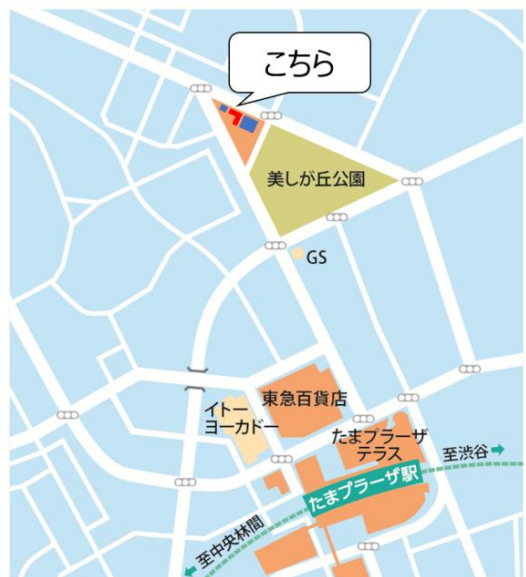 こちら
美しが丘公園
GS
東急百貨店
イトー
ヨーカドー
たまプラーザ
テラス
至渋谷
たまプラーザ駅
至中央林間